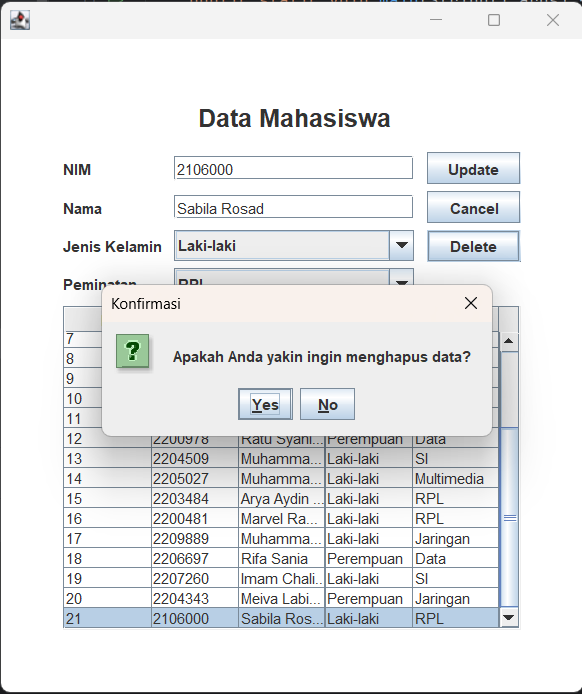 Data Mahasiswa
NIM 2106000 Update
Nama Sabila Rosad Cancel
Jenis Kelamin Laki-laki Delete
Konfirmasi
Apakah Anda yakin ingin menghapus data?
Yes No
7
8
9
10
11
12 2200978 Ratu Syahi... Perempuan Data
13 2204509 Muhamma... Laki-laki SI
14 2205027 Muhamma... Laki-laki Multimedia
15 2203484 Arya Aydin ... Laki-laki RPL
16 2200481 Marvel Ra... Laki-laki RPL
17 2209889 Muhamma... Laki-laki Jaringan
18 2206697 Rifa Sania Perempuan Data
19 2207260 Imam Chali... Laki-laki SI
20 2204343 Meiva Labi... Perempuan Jaringan
21 2106000 Sabila Ros... Laki-laki RPL